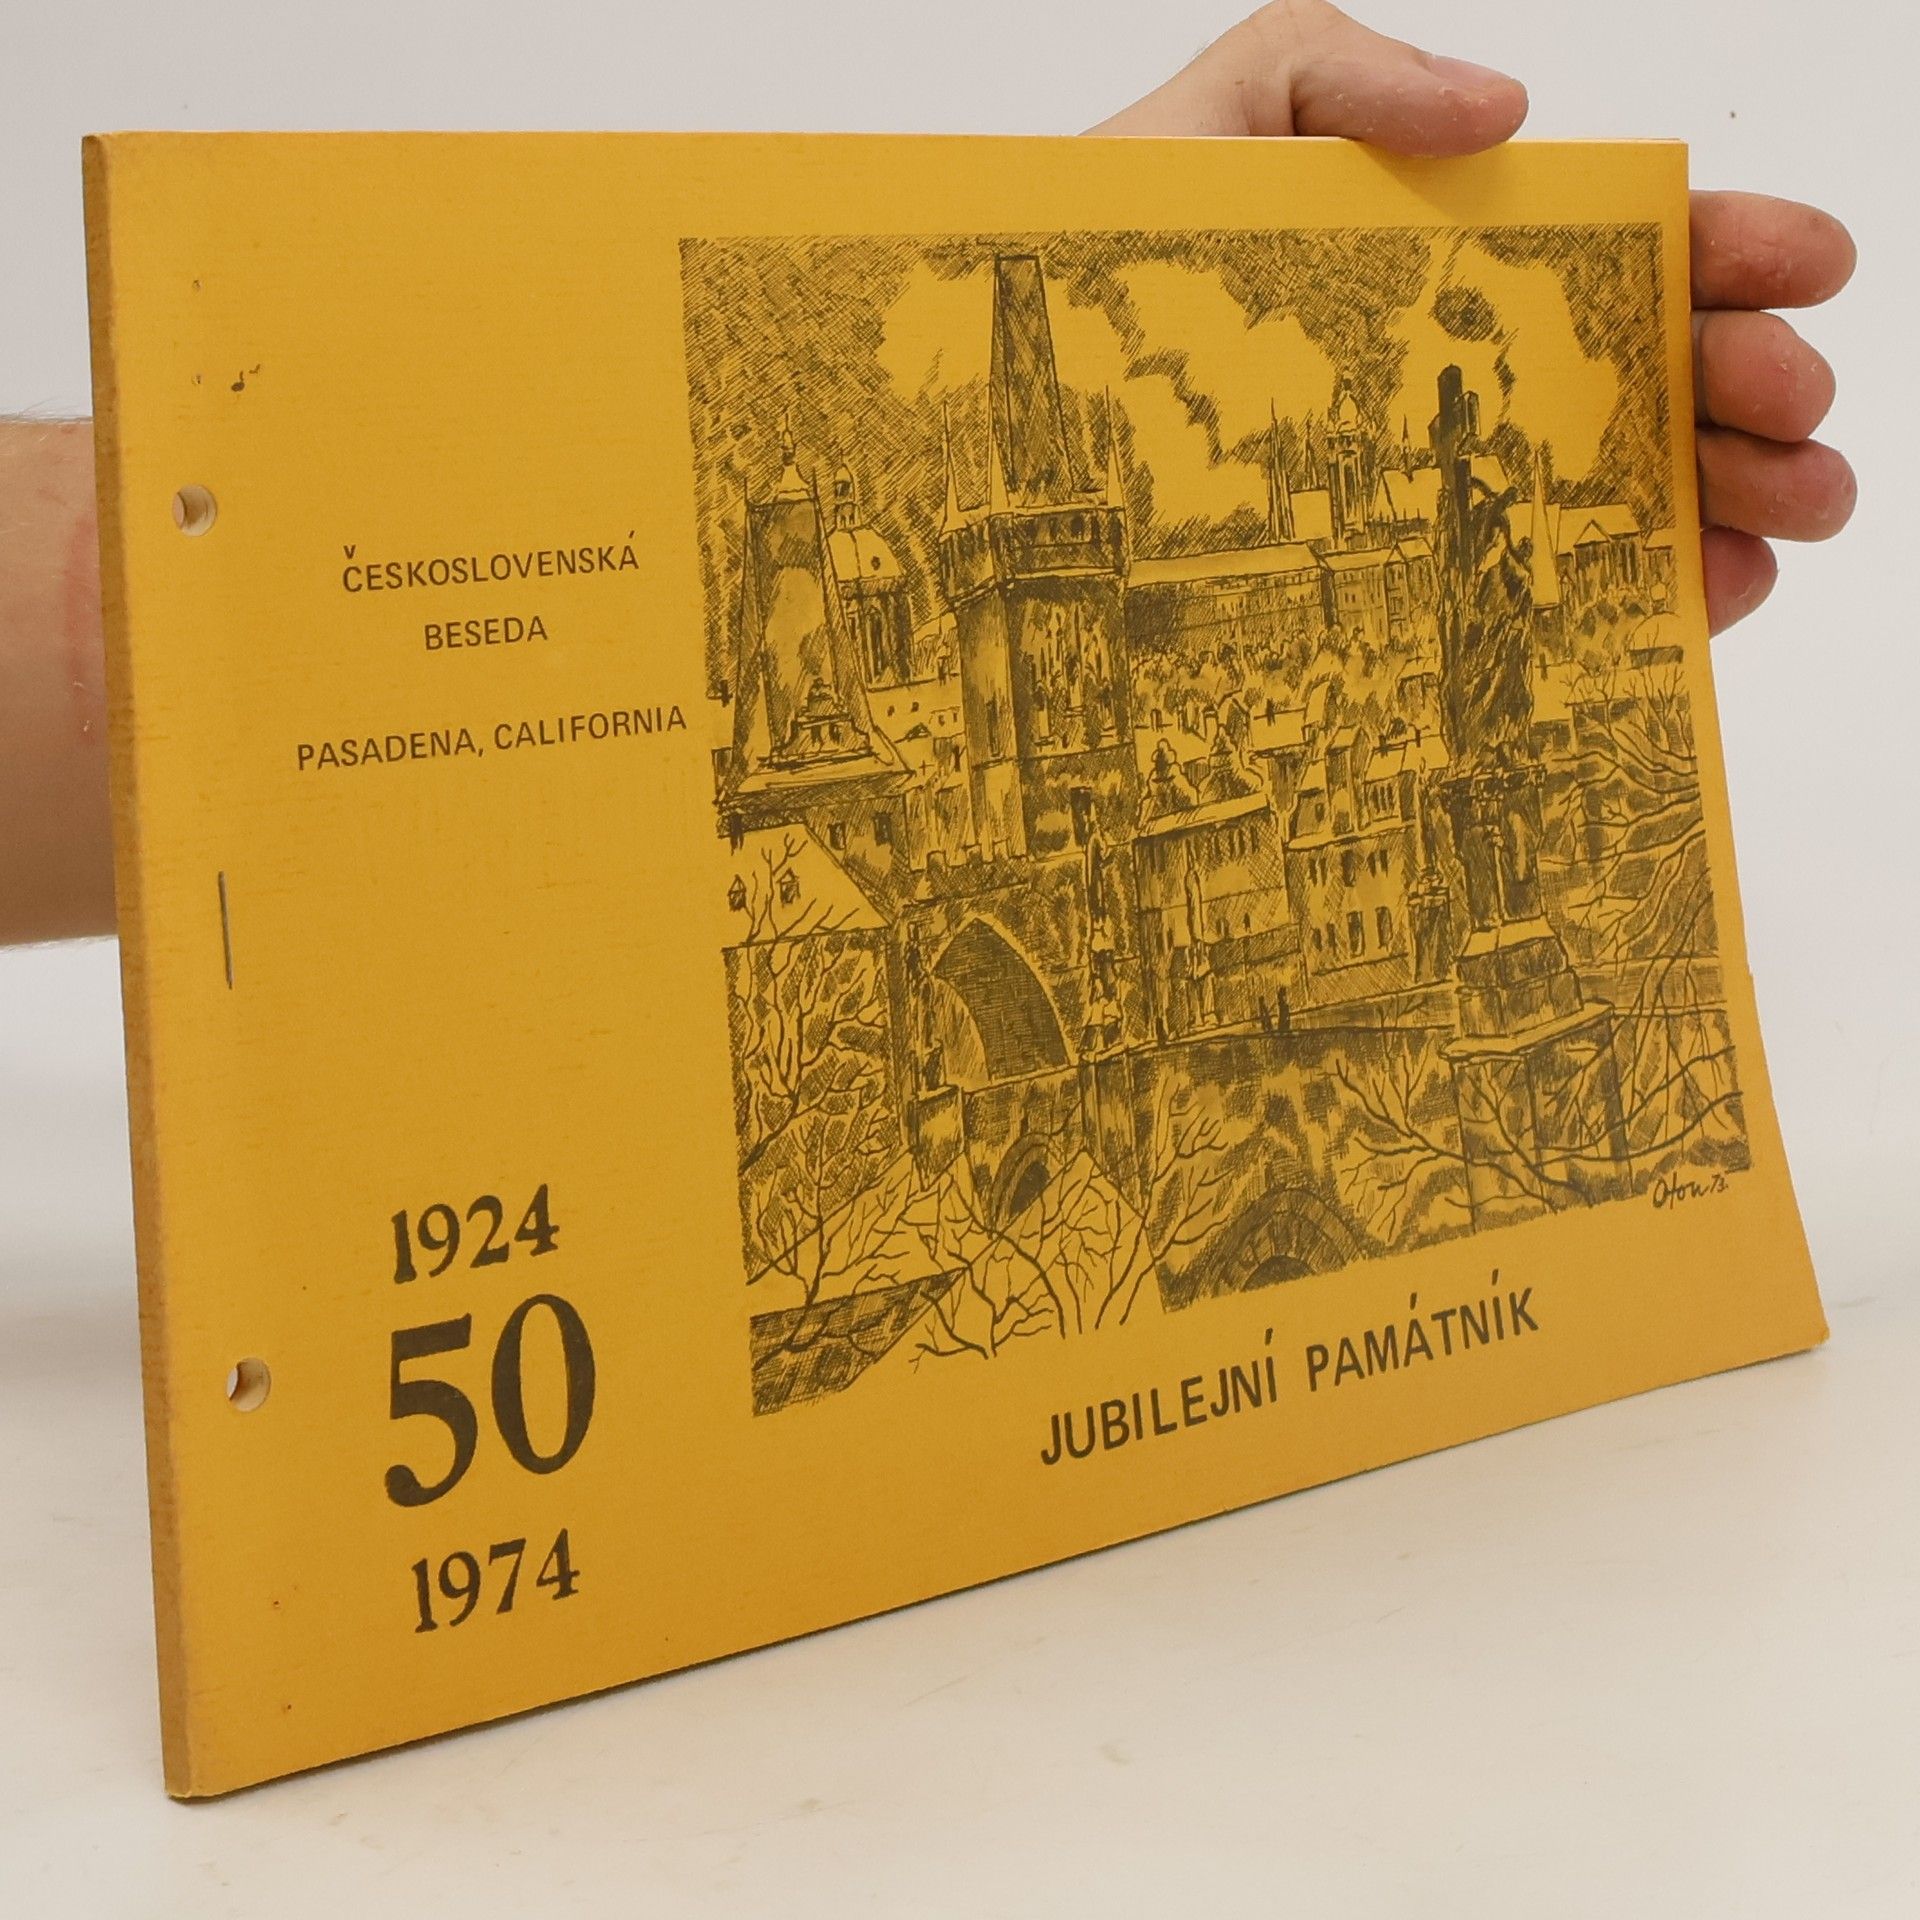 ČESKOSLOVENSKÁ
BESEDA
PASADENA, CALIFORNIA
1924
50
1974
JUBILEJNÍ PAMÁTNÍK